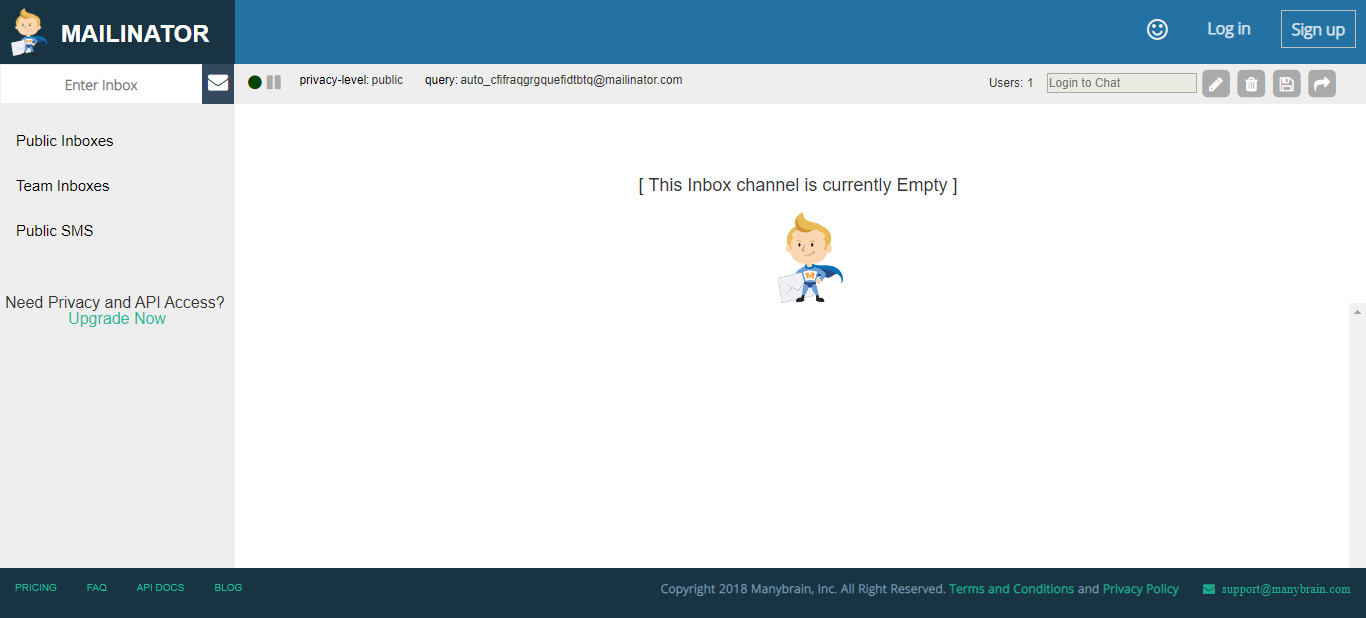 MAILINATOR
Log in
Sign up
Enter Inbox
privacy-level: public
query: auto_cfifraqgrgquefidtbtq@mailinator.com
Users: 1
Login to Chat
Public Inboxes
Team Inboxes
Public SMS
Need Privacy and API Access?
Upgrade Now
[ This Inbox channel is currently Empty ]
M
PRICING
FAQ
API DOCS
BLOG
Copyright 2018 Manybrain, Inc. All Right Reserved. Terms and Conditions and Privacy Policy
support@manybrain.com